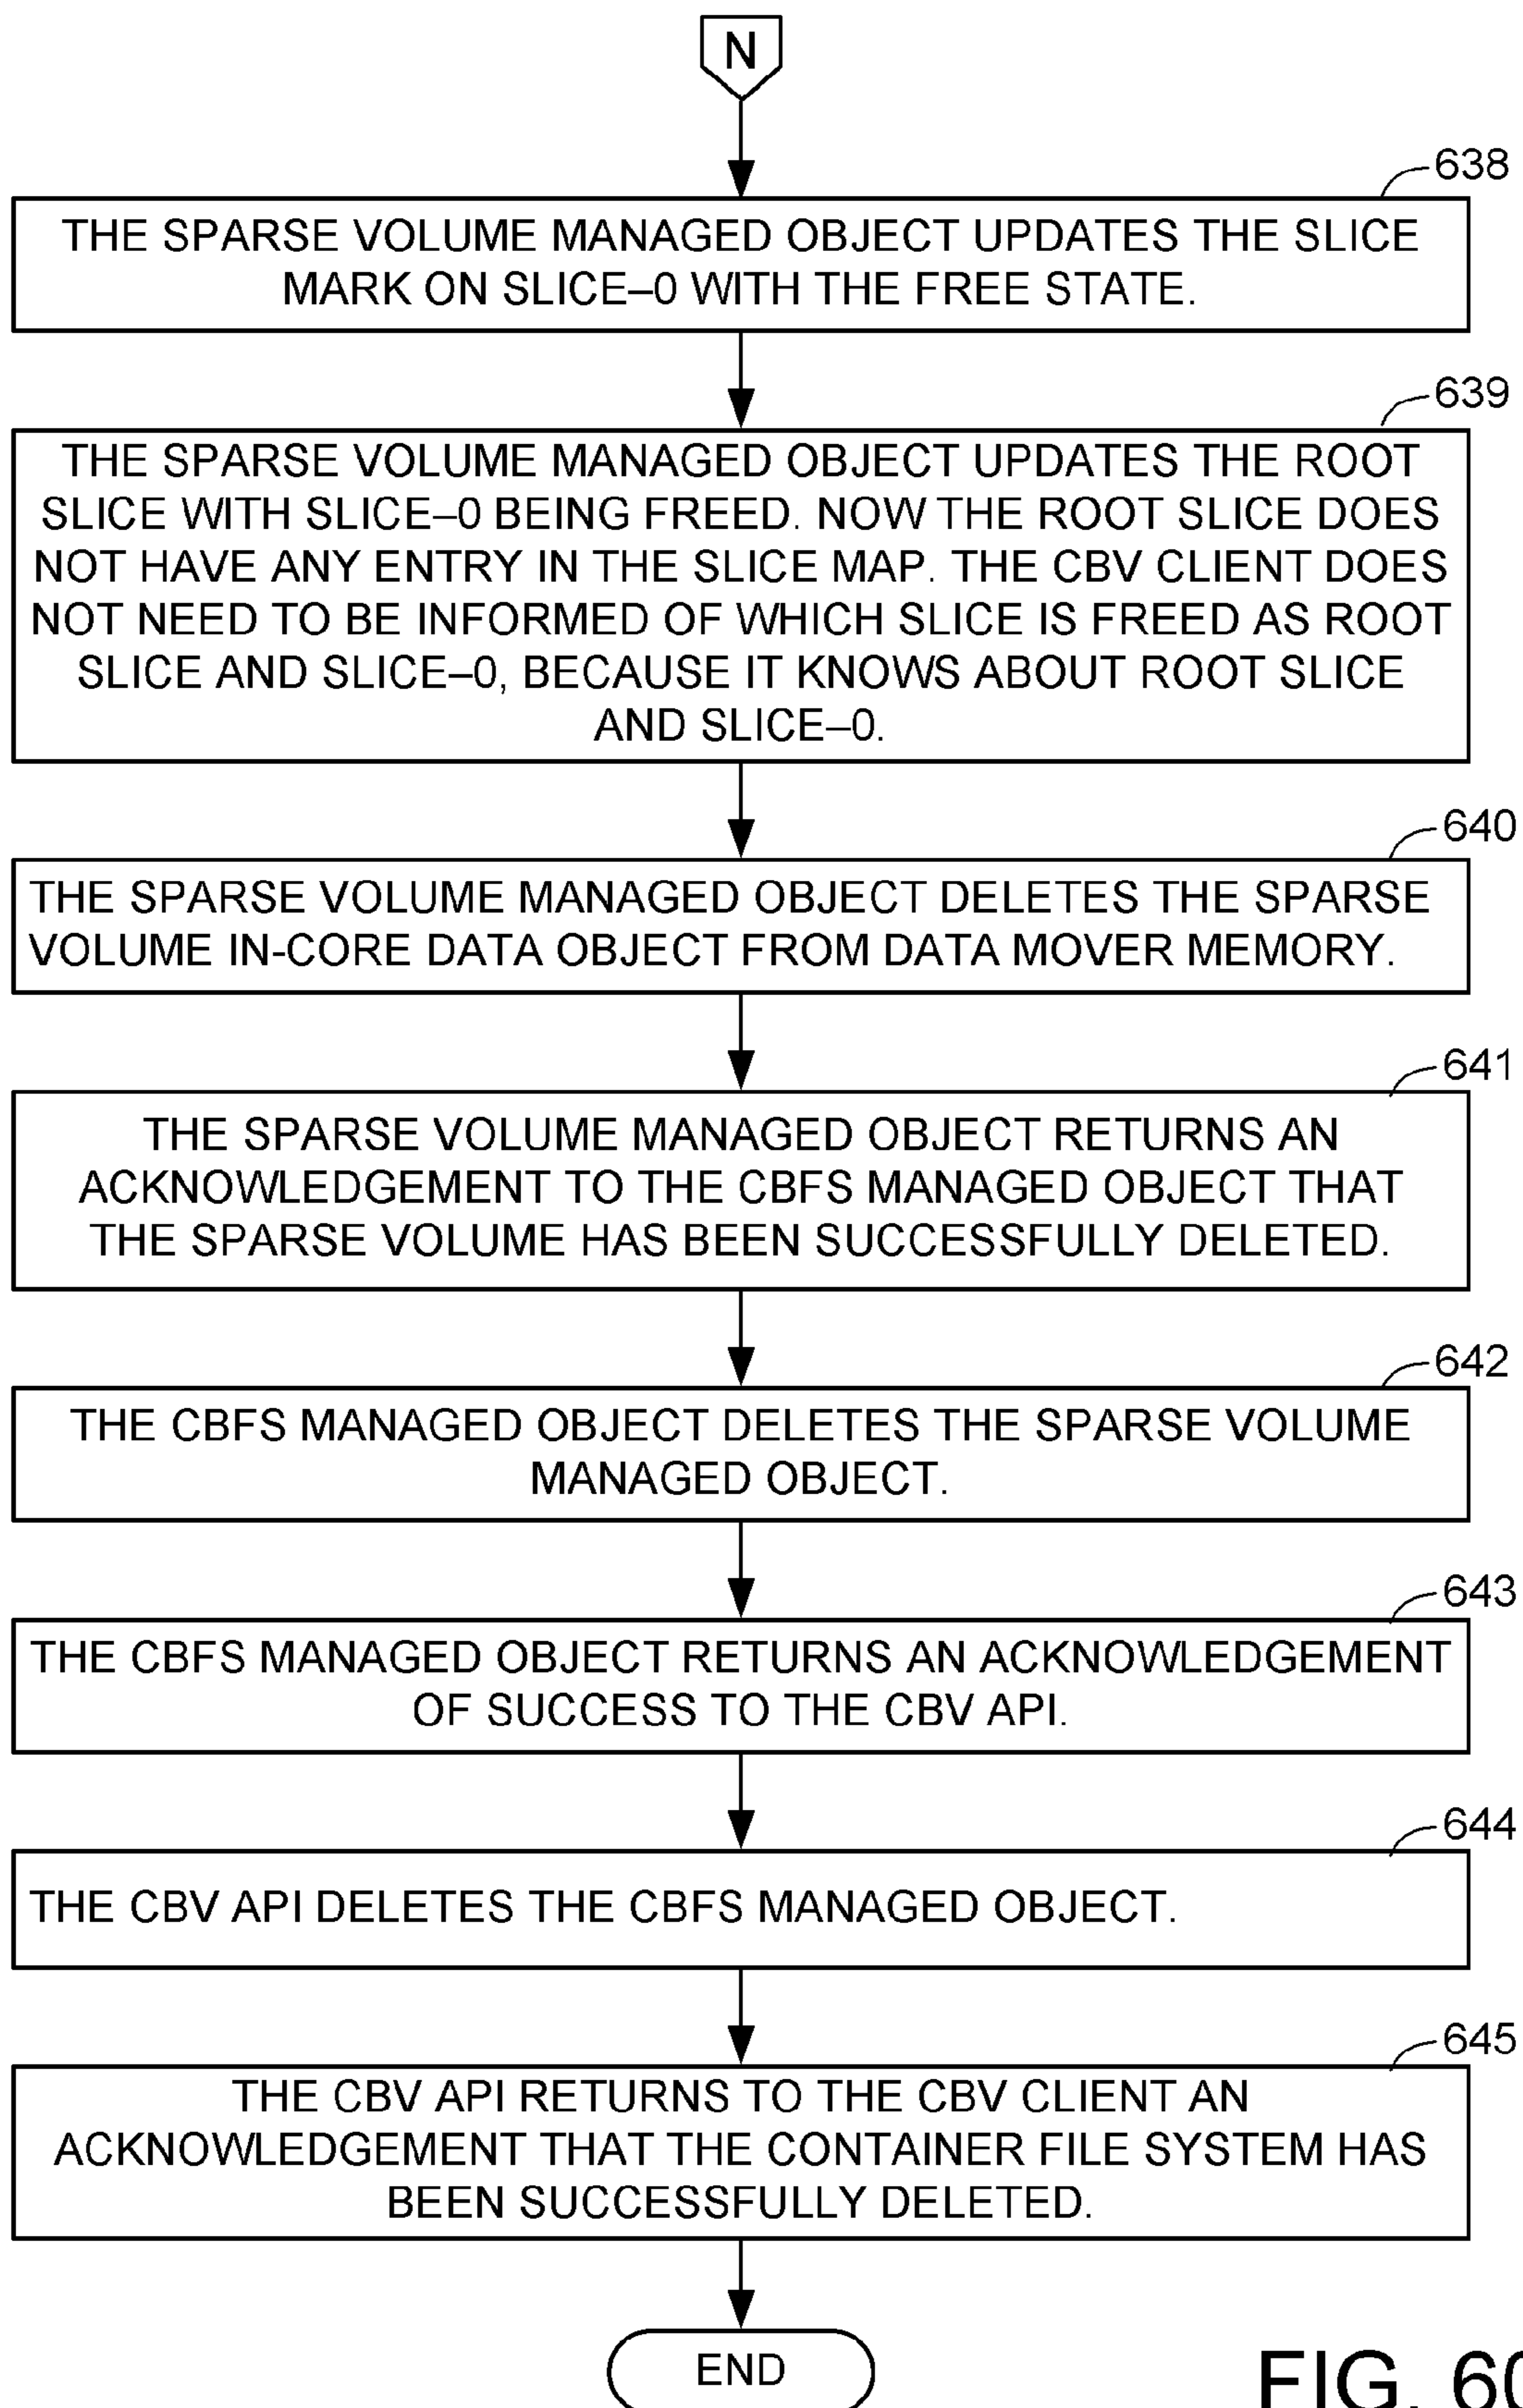 N
638
THE SPARSE VOLUME MANAGED OBJECT UPDATES THE SLICE
MARK ON SLICE–0 WITH THE FREE STATE.
639
THE SPARSE VOLUME MANAGED OBJECT UPDATES THE ROOT
SLICE WITH SLICE–0 BEING FREED. NOW THE ROOT SLICE DOES
NOT HAVE ANY ENTRY IN THE SLICE MAP. THE CBV CLIENT DOES
NOT NEED TO BE INFORMED OF WHICH SLICE IS FREED AS ROOT
SLICE AND SLICE–0, BECAUSE IT KNOWS ABOUT ROOT SLICE
AND SLICE–0.
640
THE SPARSE VOLUME MANAGED OBJECT DELETES THE SPARSE
VOLUME IN-CORE DATA OBJECT FROM DATA MOVER MEMORY.
641
THE SPARSE VOLUME MANAGED OBJECT RETURNS AN
ACKNOWLEDGEMENT TO THE CBFS MANAGED OBJECT THAT
THE SPARSE VOLUME HAS BEEN SUCCESSFULLY DELETED.
642
THE CBFS MANAGED OBJECT DELETES THE SPARSE VOLUME
MANAGED OBJECT.
643
THE CBFS MANAGED OBJECT RETURNS AN ACKNOWLEDGEMENT
OF SUCCESS TO THE CBV API.
644
THE CBV API DELETES THE CBFS MANAGED OBJECT.
645
THE CBV API RETURNS TO THE CBV CLIENT AN
ACKNOWLEDGEMENT THAT THE CONTAINER FILE SYSTEM HAS
BEEN SUCCESSFULLY DELETED.
END
FIG. 60